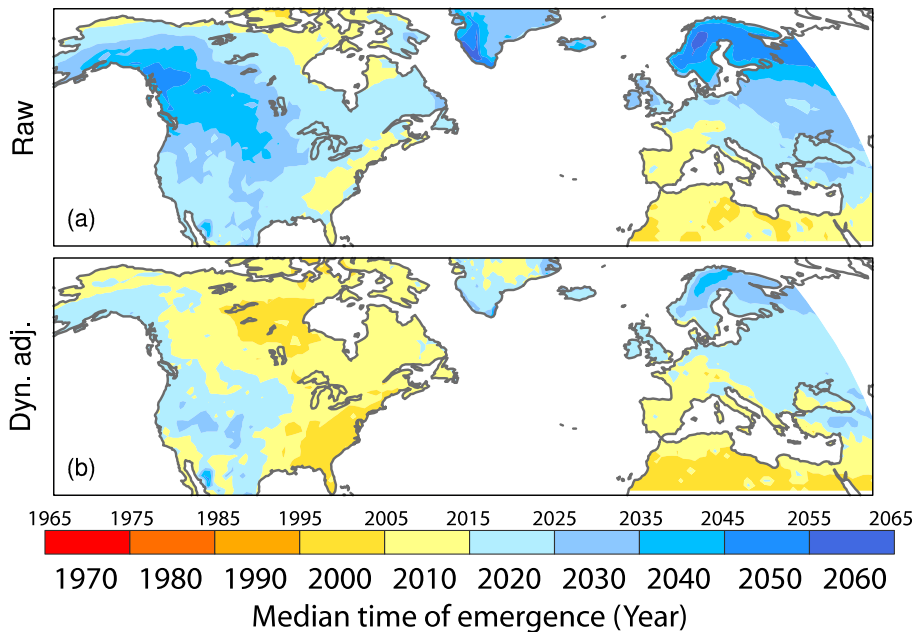 Raw
(a)
Dyn. adj.
(b)
1965 1975 1985 1995 2005 2015 2025 2035 2045 2055 2065
1970 1980 1990 2000 2010 2020 2030 2040 2050 2060
Median time of emergence (Year)